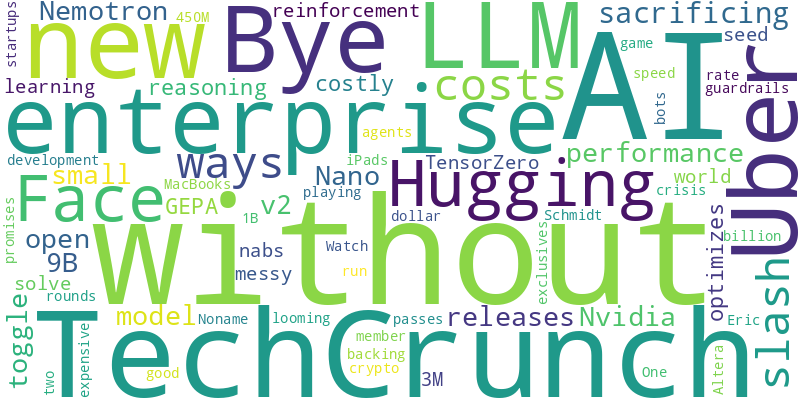 startups
Nemotron
450M
new
Bye
reinforcement
LLM
sacrificing
seed
game
AI
Uber
learning
reasoning
costly
costs
speed
rate
guardrails
bots
enterprise
agents
development
small
ways
MacBooks
iPads
Nano
TensorZero
performance
world
crisis
promises
Face
GEPA
v2
1B
playing
Hugging
dollar
Schmidt
exclusives
optimizes
billion
open
9B
nabs
messy
Watch
run
without
slash
solve
rounds
toggle
model
Noname
looming
passes
member
backing
crypto
releases
Nvidia
Eric
TechCrunch
two
expensive
good
3M
One
Altera